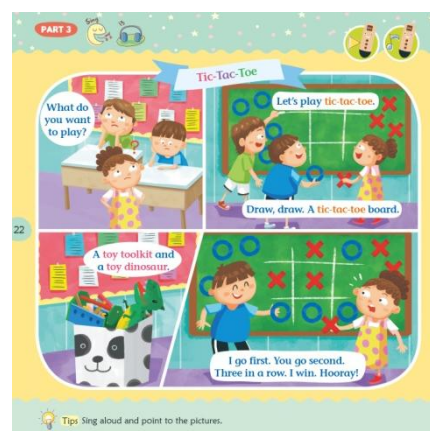 PART 3
Sing
Tic-Tac-Toe
What do
you want
to play?
Let's play tic-tac-toe.
Draw, draw. A tic-tac-toe board.
22
A toy toolkit and
a toy dinosaur.
I go first. You go second.
Three in a row. I win. Hooray!
Tips Sing aloud and point to the pictures.